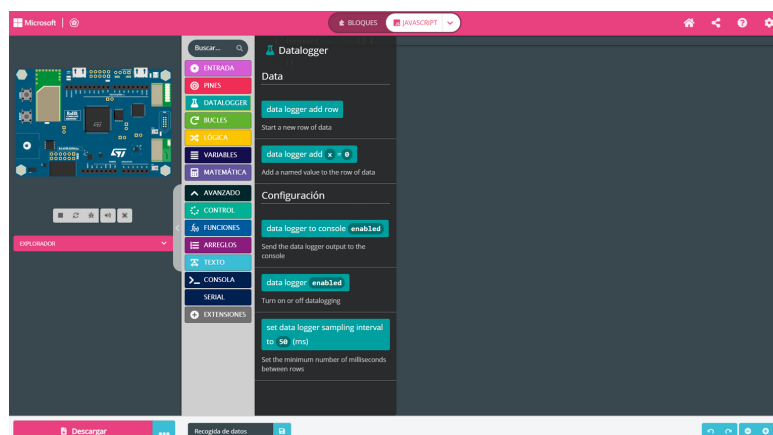 Microsoft
BLOQUES
JAVASCRIPT
Buscar...
ENTRADA
PINES
DATALOGGER
BUCLES
LÓGICA
VARIABLES
MATEMÁTICA
AVANZADO
CONTROL
FUNCIONES
ARREGLOS
TEXTO
CONSOLA
SERIAL
EXTENSIONES
EXPLORADOR
Datalogger
Data
data logger add row
Start a new row of data
data logger add x = 0
Add a named value to the row of data
Configuración
data logger to console enabled
Send the data logger output to the
console
data logger enabled
Turn on or off datalogging
set data logger sampling interval
to 50 (ms)
Set the minimum number of milliseconds
between rows
Descargar
Recogida de datos